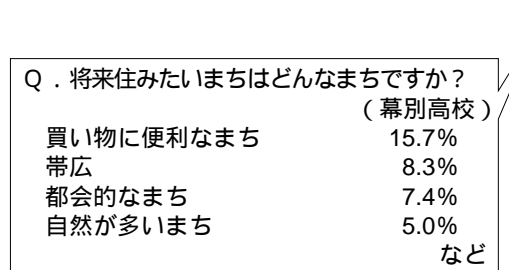 Q．将来住みたいまちはどんなまちですか？
（幕別高校）
買い物に便利なまち 15.7%
帯広 8.3%
都会的なまち 7.4%
自然が多いまち 5.0%
など